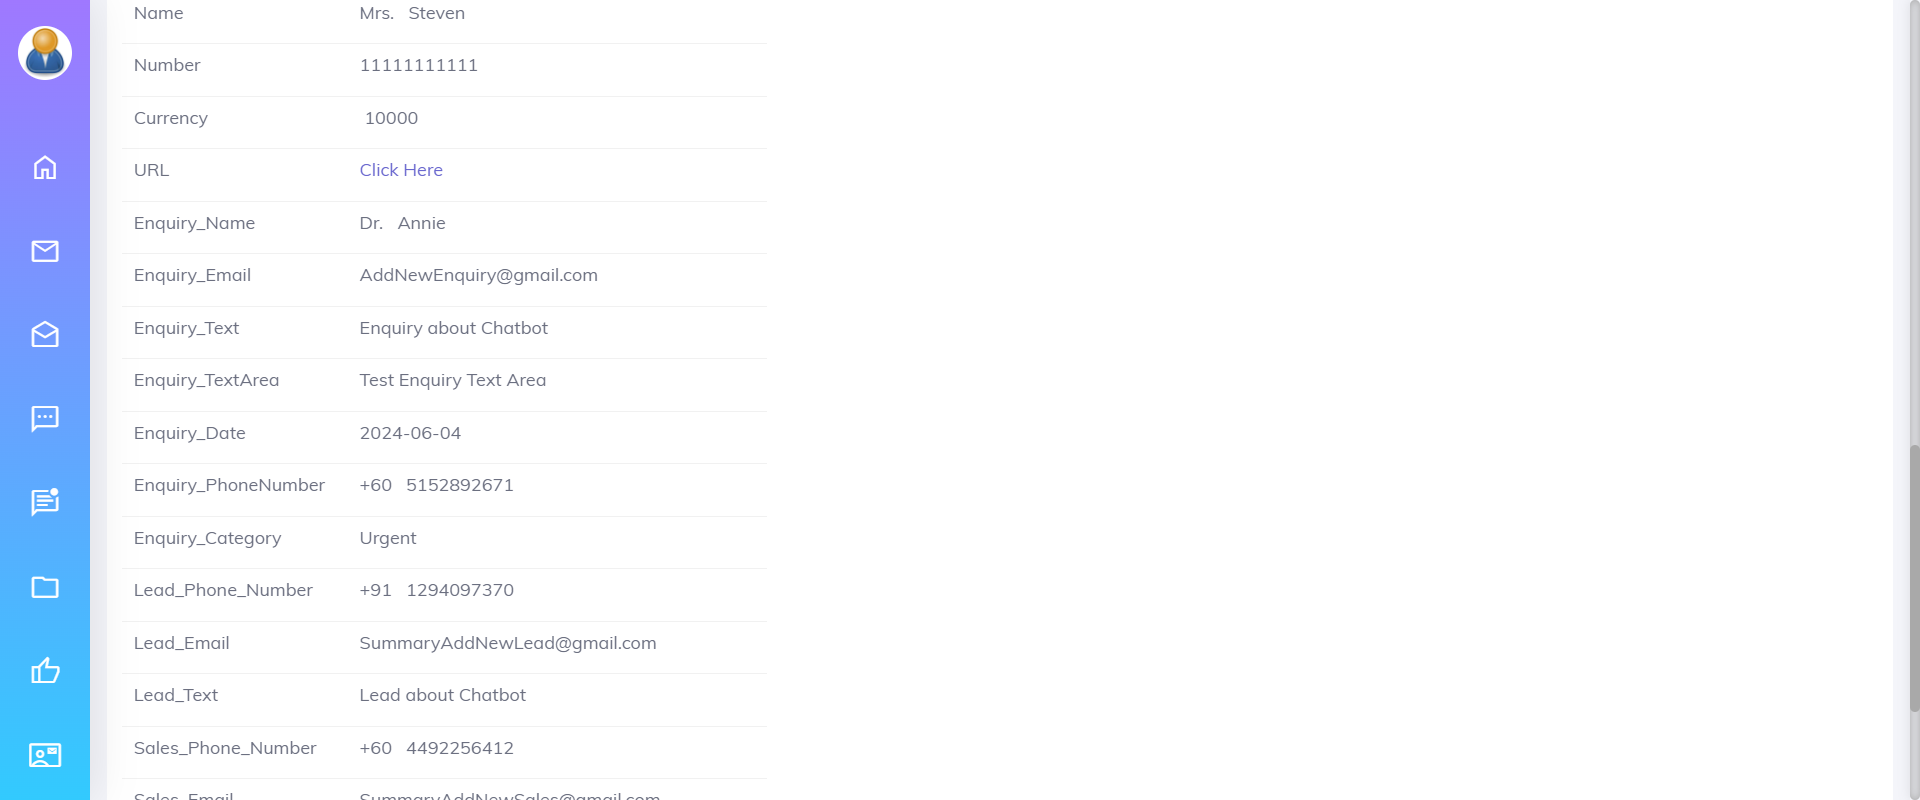 Name Mrs. Steven
Number 11111111111
Currency 10000
URL Click Here
Enquiry_Name Dr. Annie
Enquiry_Email AddNewEnquiry@gmail.com
Enquiry_Text Enquiry about Chatbot
Enquiry_TextArea Test Enquiry Text Area
Enquiry_Date 2024-06-04
Enquiry_PhoneNumber +60 5152892671
Enquiry_Category Urgent
Lead_Phone_Number +91 1294097370
Lead_Email SummaryAddNewLead@gmail.com
Lead_Text Lead about Chatbot
Sales_Phone_Number +60 4492256412
Sales_Email SummaryAddNewSales@gmail.com